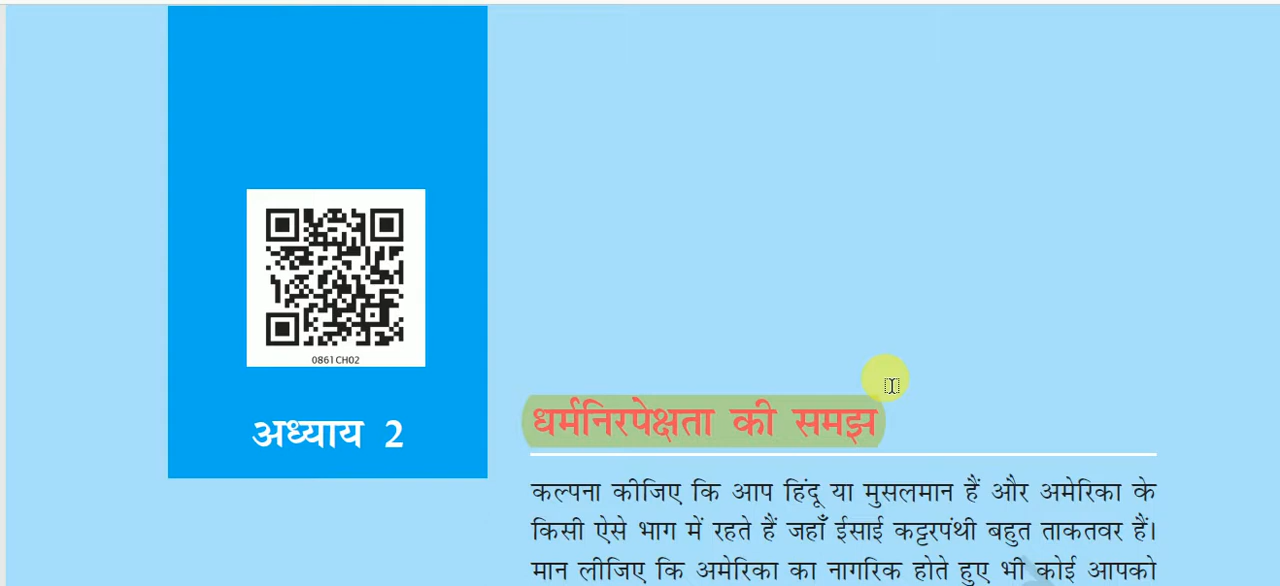 0861CH02
अध्याय 2
धर्मनिरपेक्षता की समझ
कल्पना कीजिए कि आप हिंदू या मुसलमान हैं और अमेरिका के
किसी ऐसे भाग में रहते हैं जहाँ ईसाई कट्टरपंथी बहुत ताकतवर हैं।
मान लीजिए कि अमेरिका का नागरिक होते हुए भी कोई आपको